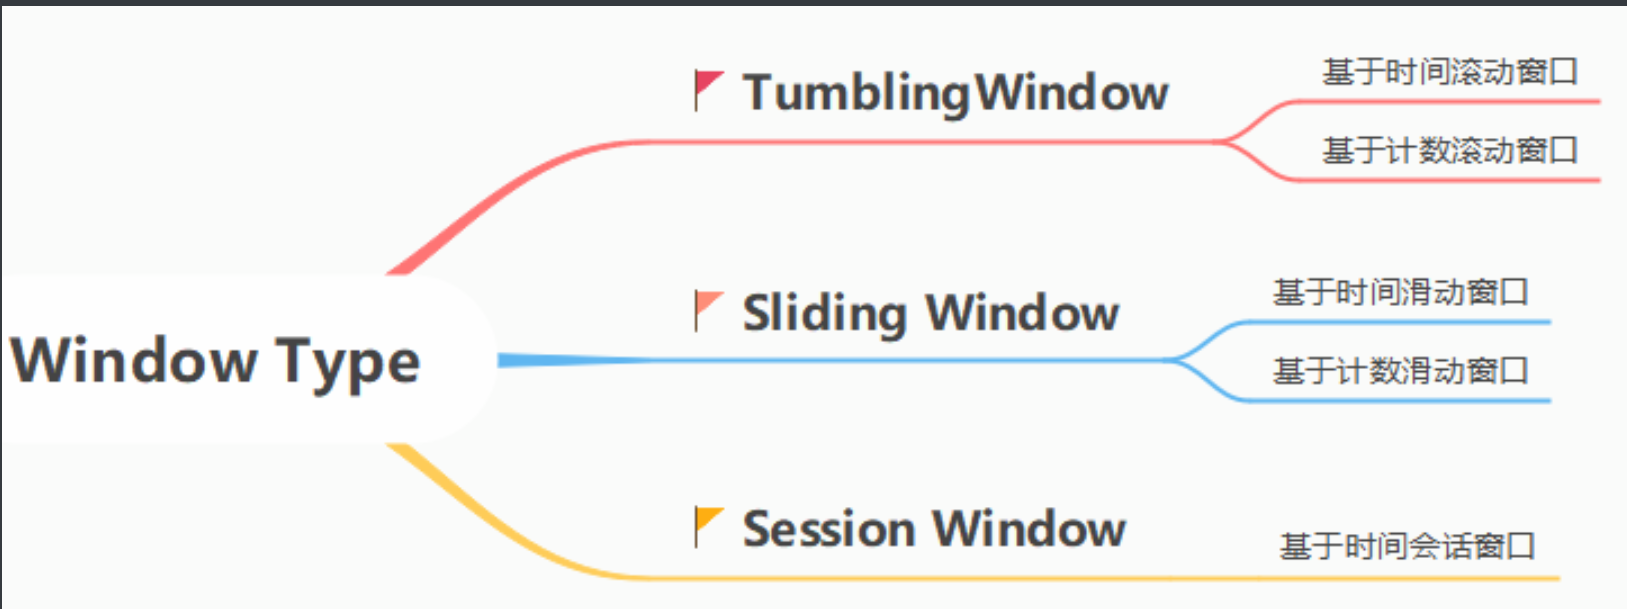 Window Type
TumblingWindow
基于时间滚动窗口
基于计数滚动窗口
Sliding Window
基于时间滑动窗口
基于计数滑动窗口
Session Window
基于时间会话窗口